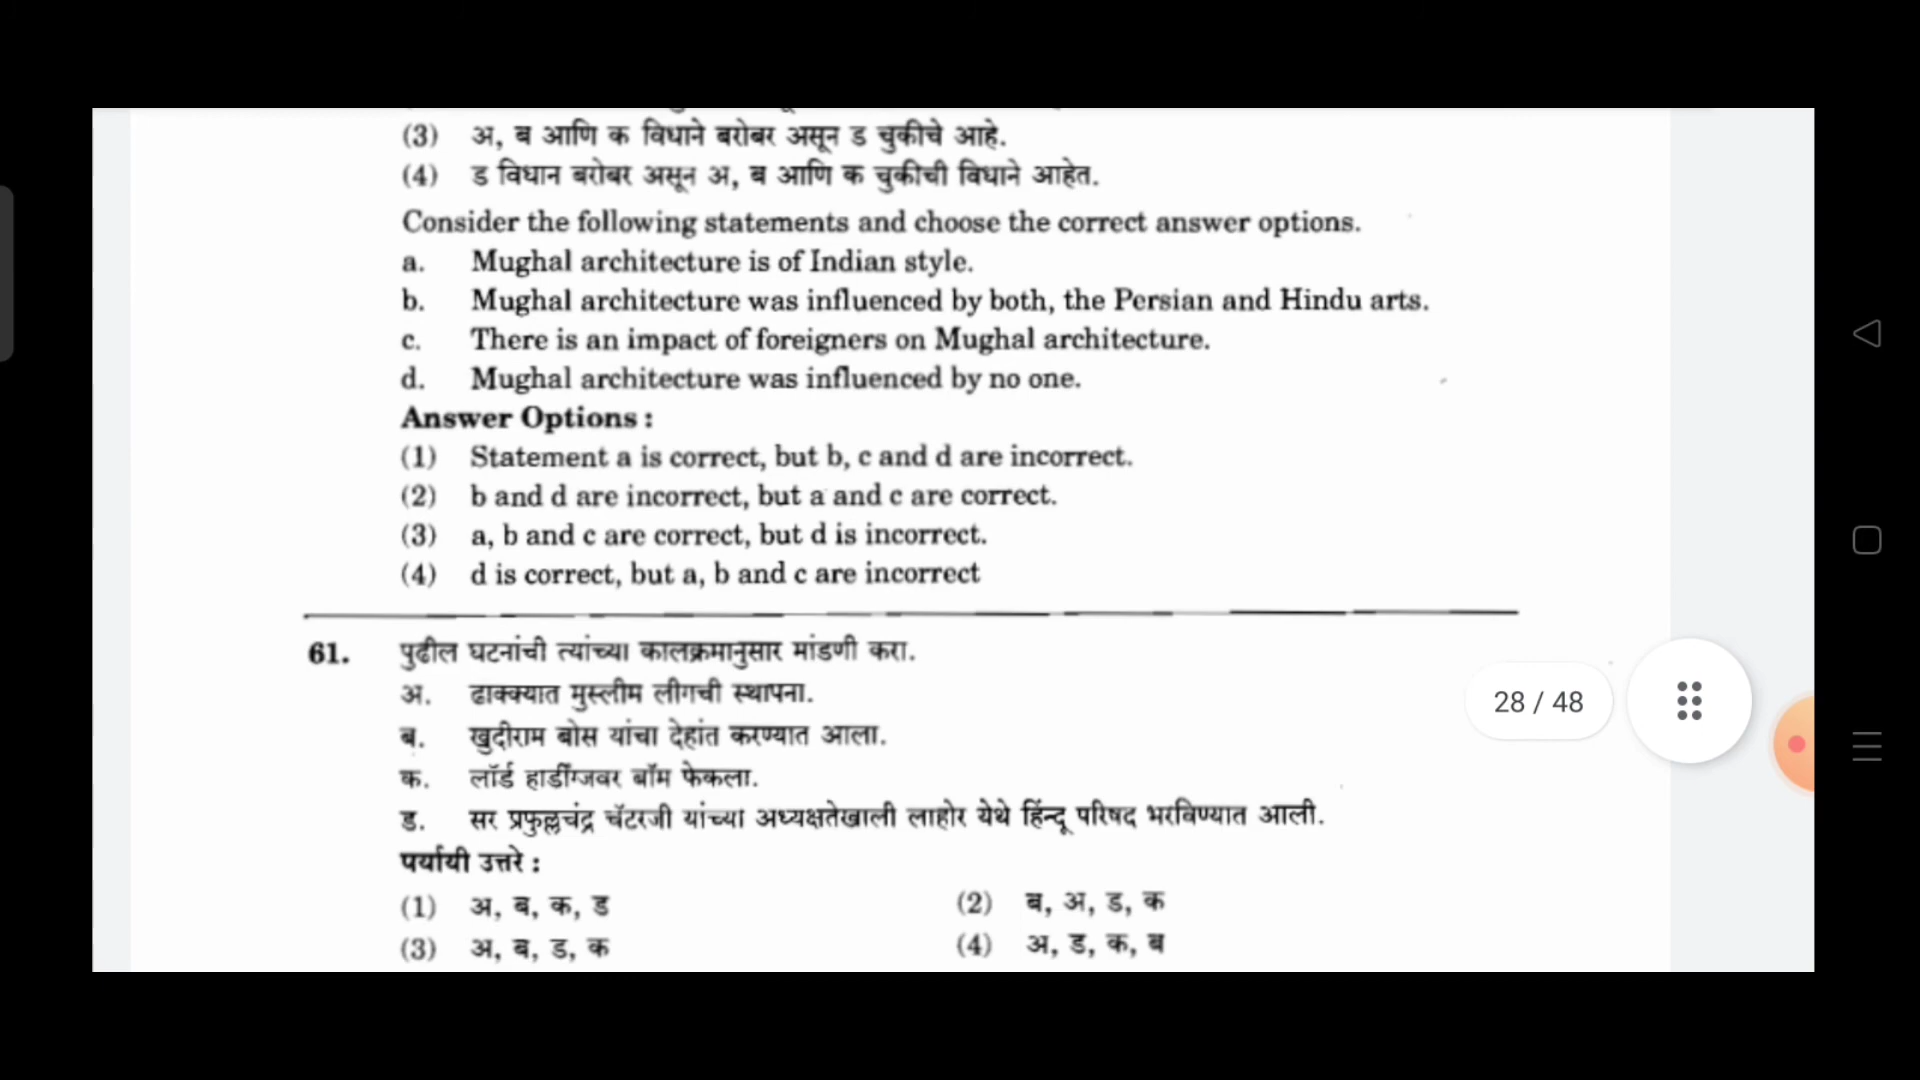 (3) अ, ब आणि क विधाने बरोबर असून ड चुकीचे आहे.
(4) ड विधान बरोबर असून अ, ब आणि क चुकीची विधाने आहेत.
Consider the following statements and choose the correct answer options.
a. Mughal architecture is of Indian style.
b. Mughal architecture was influenced by both, the Persian and Hindu arts.
c. There is an impact of foreigners on Mughal architecture.
d. Mughal architecture was influenced by no one.
Answer Options :
(1) Statement a is correct, but b, c and d are incorrect.
(2) b and d are incorrect, but a and c are correct.
(3) a, b and c are correct, but d is incorrect.
(4) d is correct, but a, b and c are incorrect
61. पुढील घटनांची त्यांच्या कालक्रमानुसार मांडणी करा.
अ. ढाक्क्यात मुस्लीम लीगची स्थापना.
ब. खुदीराम बोस यांचा देहांत करण्यात आला.
क. लॉर्ड हार्डींग्जवर बॉम फेकला.
ड. सर प्रफुल्लचंद्र चॅटरजी यांच्या अध्यक्षतेखाली लाहोर येथे हिंन्दू परिषद भरविण्यात आली.
पर्यायी उत्तरे :
(1) अ, ब, क, ड (2) ब, अ, ड, क
(3) अ, ब, ड, क (4) अ, ड, क, ब
28 / 48